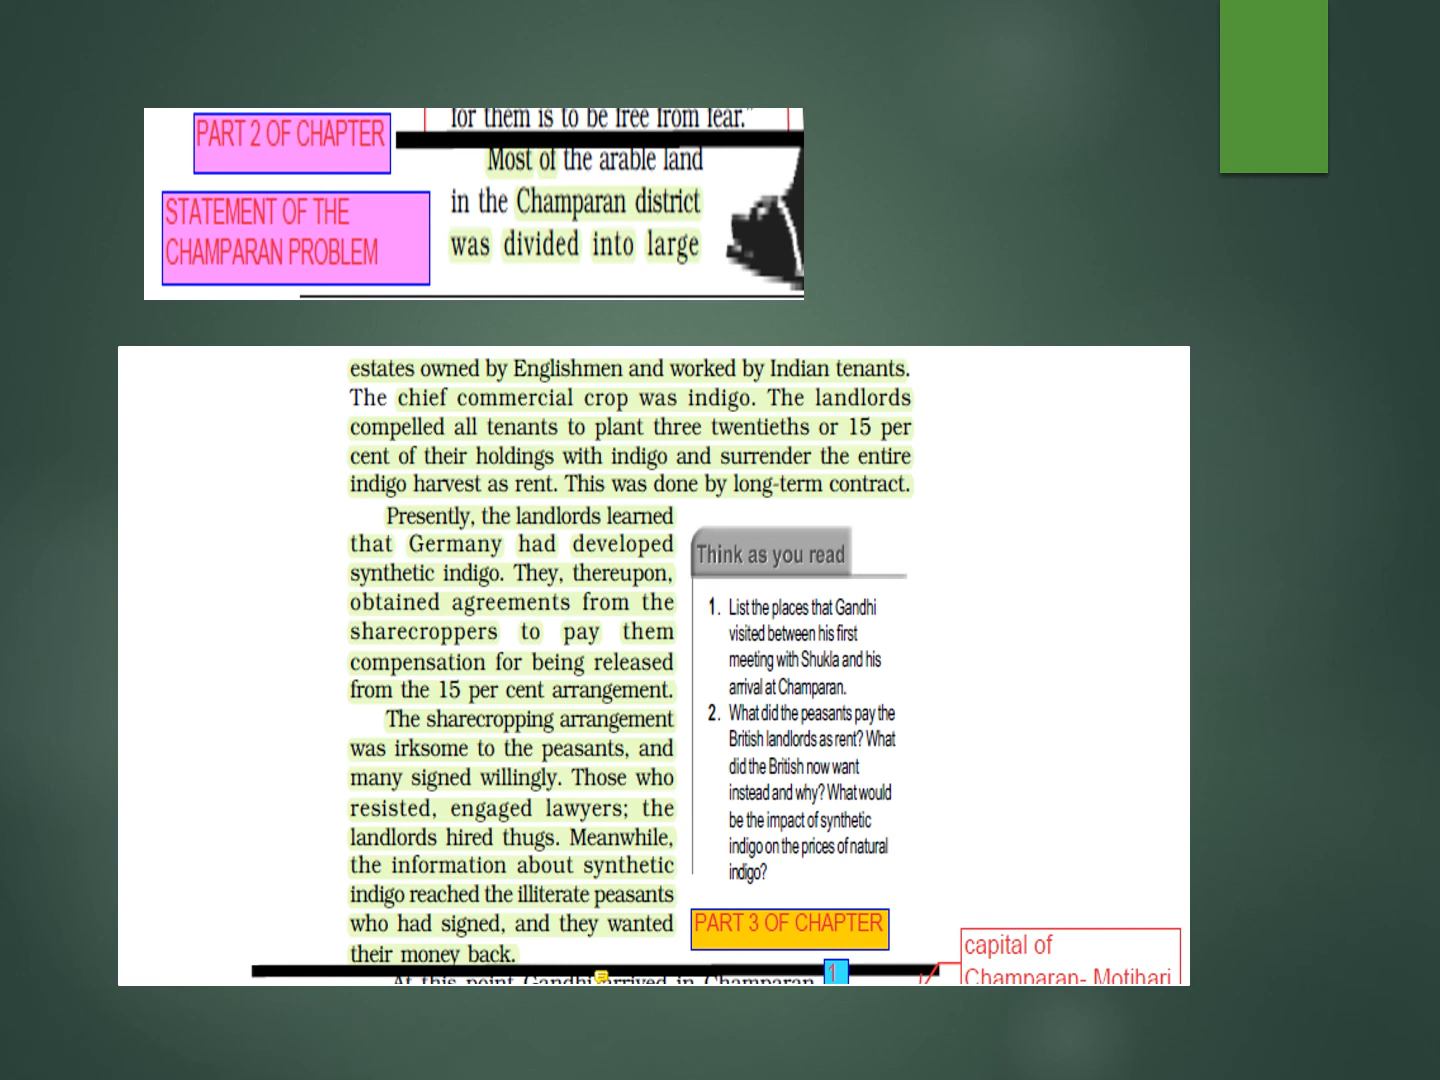 for them is to be free from fear."
PART 2 OF CHAPTER
Most of the arable land
in the Champaran district
was divided into large
STATEMENT OF THE
CHAMPARAN PROBLEM
estates owned by Englishmen and worked by Indian tenants.
The chief commercial crop was indigo. The landlords
compelled all tenants to plant three twentieths or 15 per
cent of their holdings with indigo and surrender the entire
indigo harvest as rent. This was done by long-term contract.
Presently, the landlords learned
that Germany had developed
synthetic indigo. They, thereupon,
obtained agreements from the
sharecroppers to pay them
compensation for being released
from the 15 per cent arrangement.
The sharecropping arrangement
was irksome to the peasants, and
many signed willingly. Those who
resisted, engaged lawyers; the
landlords hired thugs. Meanwhile,
the information about synthetic
indigo reached the illiterate peasants
who had signed, and they wanted
their money back.
Think as you read
1. List the places that Gandhi
visited between his first
meeting with Shukla and his
arrival at Champaran.
2. What did the peasants pay the
British landlords as rent? What
did the British now want
instead and why? What would
be the impact of synthetic
indigo on the prices of natural
indigo?
PART 3 OF CHAPTER
1
capital of
Champaran- Motihari
At this point Gandhi arrived in Champaran